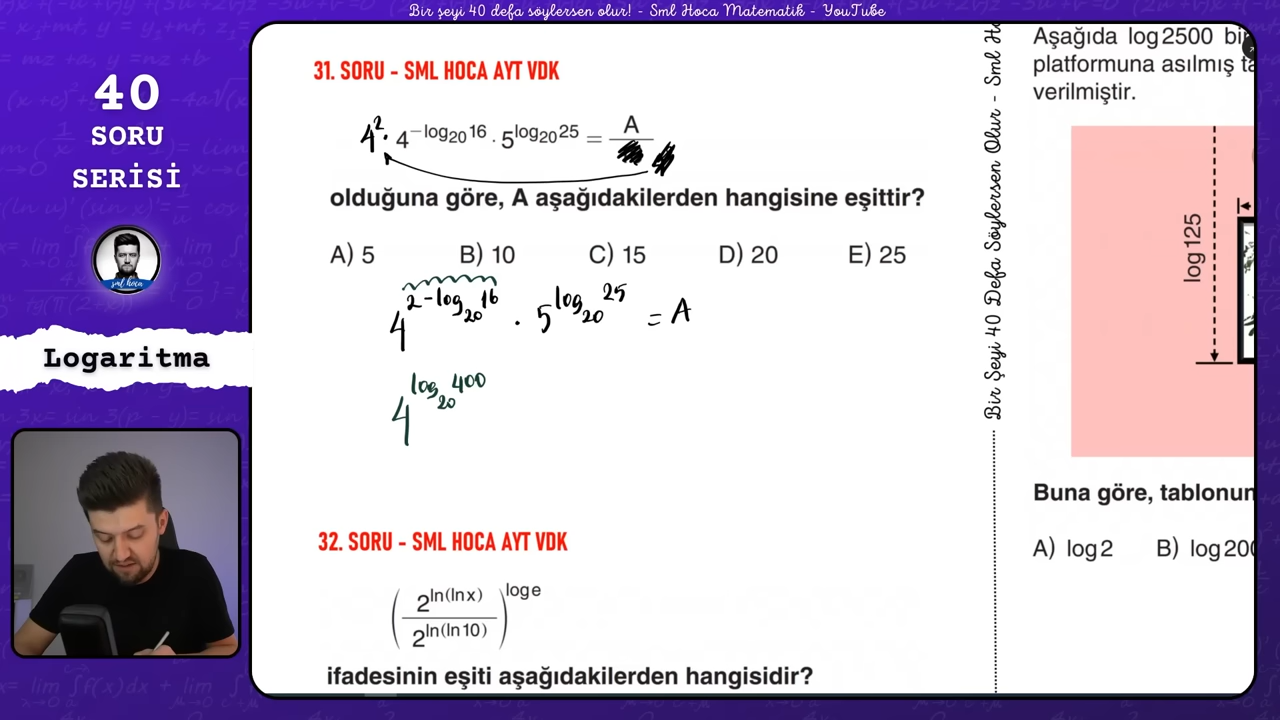 Bir şeyi 40 defa söylersen olur! - Sml Hoca Matematik - YouTube
40
SORU
SERİSİ
sml hoca
Logaritma
31. SORU - SML HOCA AYT VDK
4² · 4^(-log₂₀16) · 5^(log₂₀25) = A
olduğuna göre, A aşağıdakilerden hangisine eşittir?
A) 5 B) 10 C) 15 D) 20 E) 25
4^(2-log₂₀16) · 5^(log₂₀25) = A
4^(log₂₀400)
32. SORU - SML HOCA AYT VDK
(2^(ln(lnx)) / 2^(ln(ln10)))^(loge)
ifadesinin eşiti aşağıdakilerden hangisidir?
Bir Şeyi 40 Defa Söylersen Olur - Sml
Aşağıda log2500
platformuna asılmış
verilmiştir.
log125
Buna göre, tablonun
A) log2 B) log200